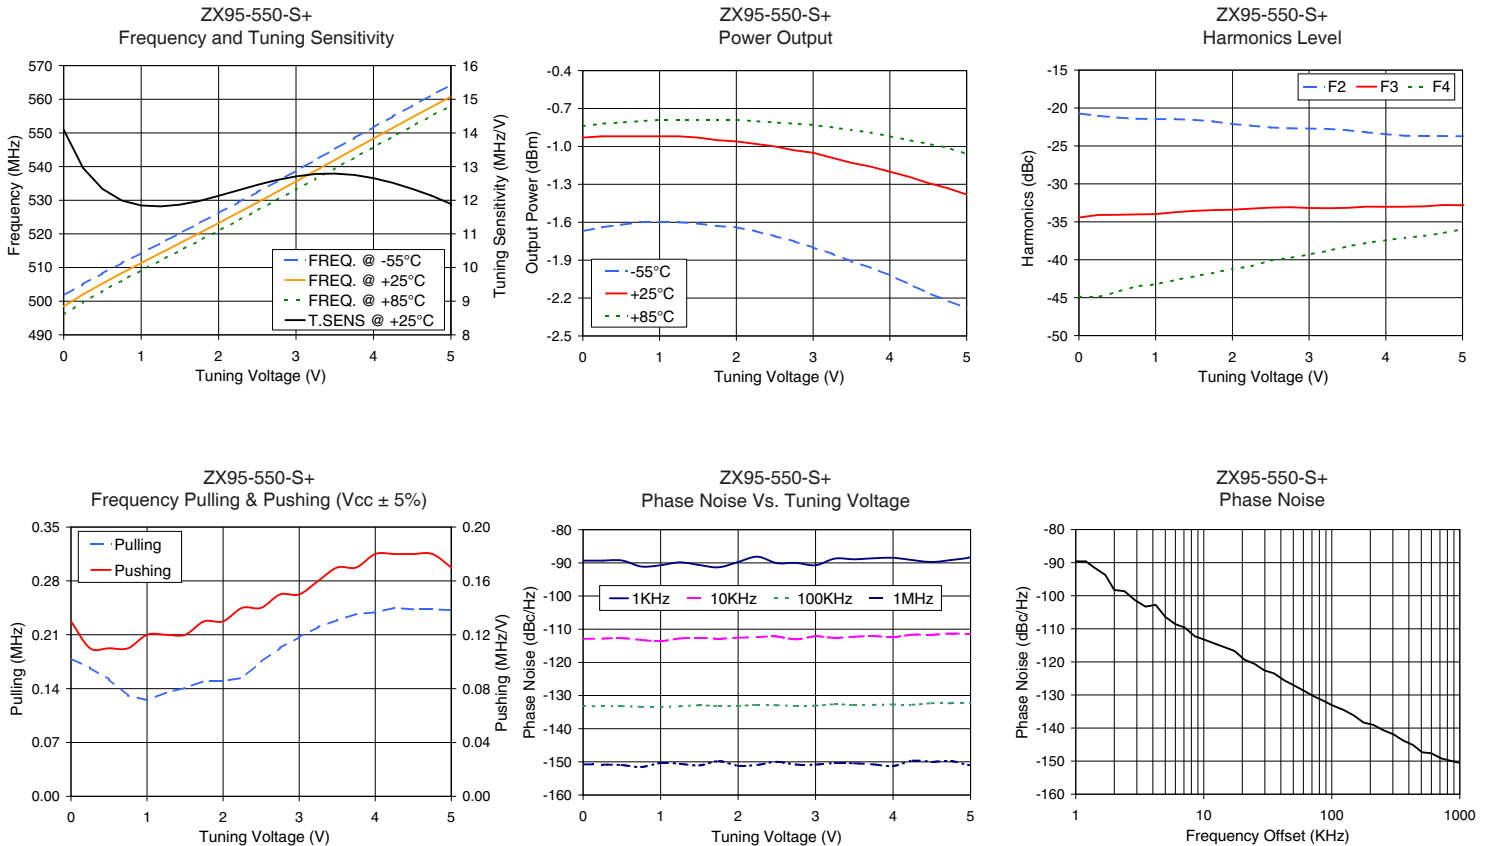 ZX95-550-S+
Frequency and Tuning Sensitivity
570
560
550
540
530
520
510
500
490
16
15
14
13
12
11
10
9
8
Frequency (MHz)
Tuning Sensitivity (MHz/V)
FREQ. @ -55°C
FREQ. @ +25°C
FREQ. @ +85°C
T.SENS @ +25°C
0 1 2 3 4 5
Tuning Voltage (V)
ZX95-550-S+
Power Output
-0.4
-0.7
-1.0
-1.3
-1.6
-1.9
-2.2
-2.5
Output Power (dBm)
-55°C
+25°C
+85°C
0 1 2 3 4 5
Tuning Voltage (V)
ZX95-550-S+
Harmonics Level
-15
-20
-25
-30
-35
-40
-45
-50
Harmonics (dBc)
F2 F3 F4
0 1 2 3 4 5
Tuning Voltage (V)
ZX95-550-S+
Frequency Pulling & Pushing (Vcc ± 5%)
0.35
0.28
0.21
0.14
0.07
0.00
0.20
0.16
0.12
0.08
0.04
0.00
Pulling (MHz)
Pushing (MHz/V)
Pulling
Pushing
0 1 2 3 4 5
Tuning Voltage (V)
ZX95-550-S+
Phase Noise Vs. Tuning Voltage
-80
-90
-100
-110
-120
-130
-140
-150
-160
Phase Noise (dBc/Hz)
1KHz 10KHz 100KHz 1MHz
0 1 2 3 4 5
Tuning Voltage (V)
ZX95-550-S+
Phase Noise
-80
-90
-100
-110
-120
-130
-140
-150
-160
Phase Noise (dBc/Hz)
1 10 100 1000
Frequency Offset (KHz)